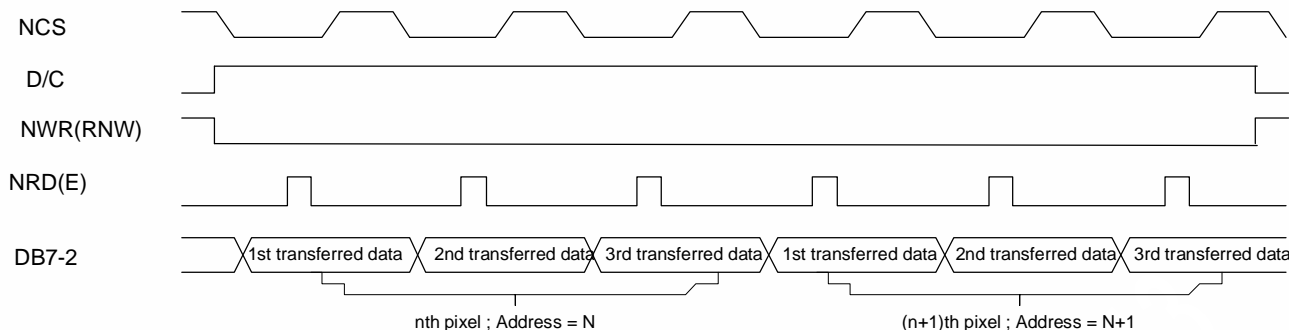 NCS
D/C
NWR(RNW)
NRD(E)
DB7-2
1st transferred data 2nd transferred data 3rd transferred data 1st transferred data 2nd transferred data 3rd transferred data
nth pixel ; Address = N (n+1)th pixel ; Address = N+1